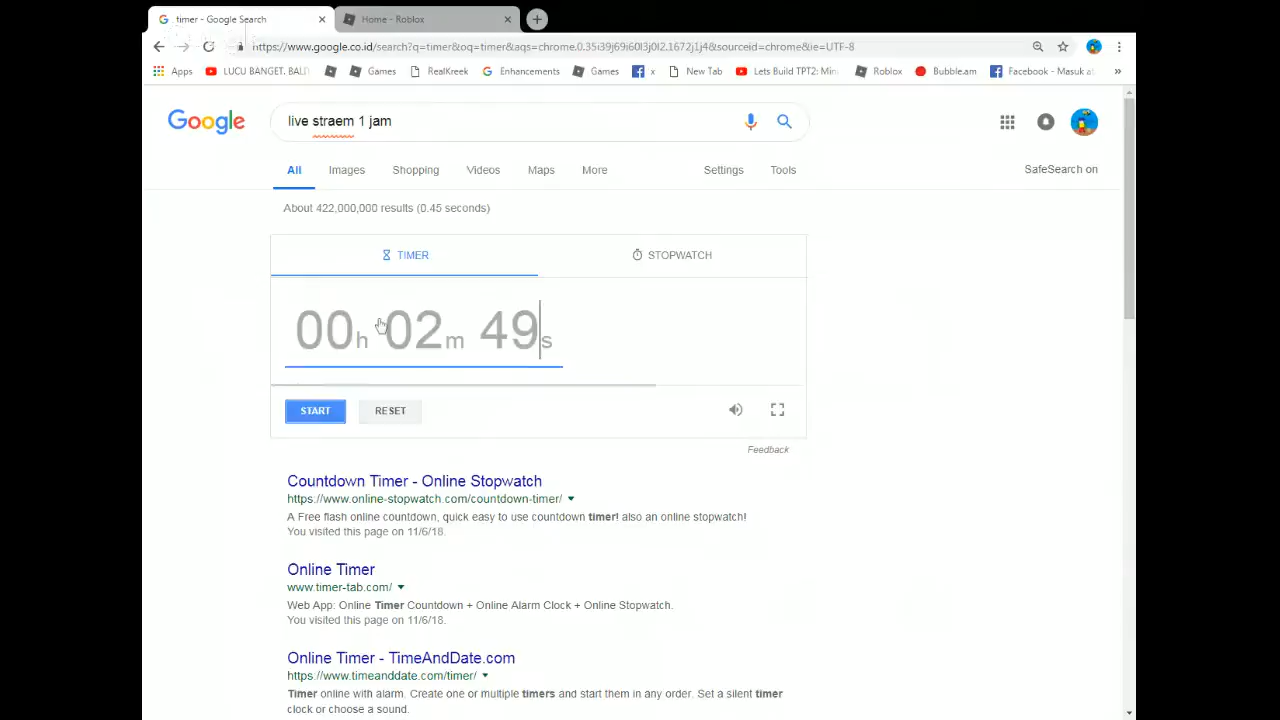 timer - Google Search
Home - Roblox
https://www.google.co.id/search?q=timer&oq=timer&aqs=chrome.0.35i39j69i60l3j0l2.1672j1j4&sourceid=chrome&ie=UTF-8
Apps LUCU BANGET, BALI Games RealKreek Enhancements Games x New Tab Lets Build TPT2: Min Roblox Bubble.am Facebook - Masuk at »
Google
live straem 1 jam
All Images Shopping Videos Maps More Settings Tools
SafeSearch on
About 422,000,000 results (0.45 seconds)
TIMER STOPWATCH
00h 02m 49s
START RESET
Feedback
Countdown Timer - Online Stopwatch
https://www.online-stopwatch.com/countdown-timer/
A Free flash online countdown, quick easy to use countdown timer! also an online stopwatch!
You visited this page on 11/6/18.
Online Timer
www.timer-tab.com/
Web App: Online Timer Countdown + Online Alarm Clock + Online Stopwatch.
You visited this page on 11/6/18.
Online Timer - TimeAndDate.com
https://www.timeanddate.com/timer/
Timer online with alarm. Create one or multiple timers and start them in any order. Set a silent timer
clock or choose a sound.